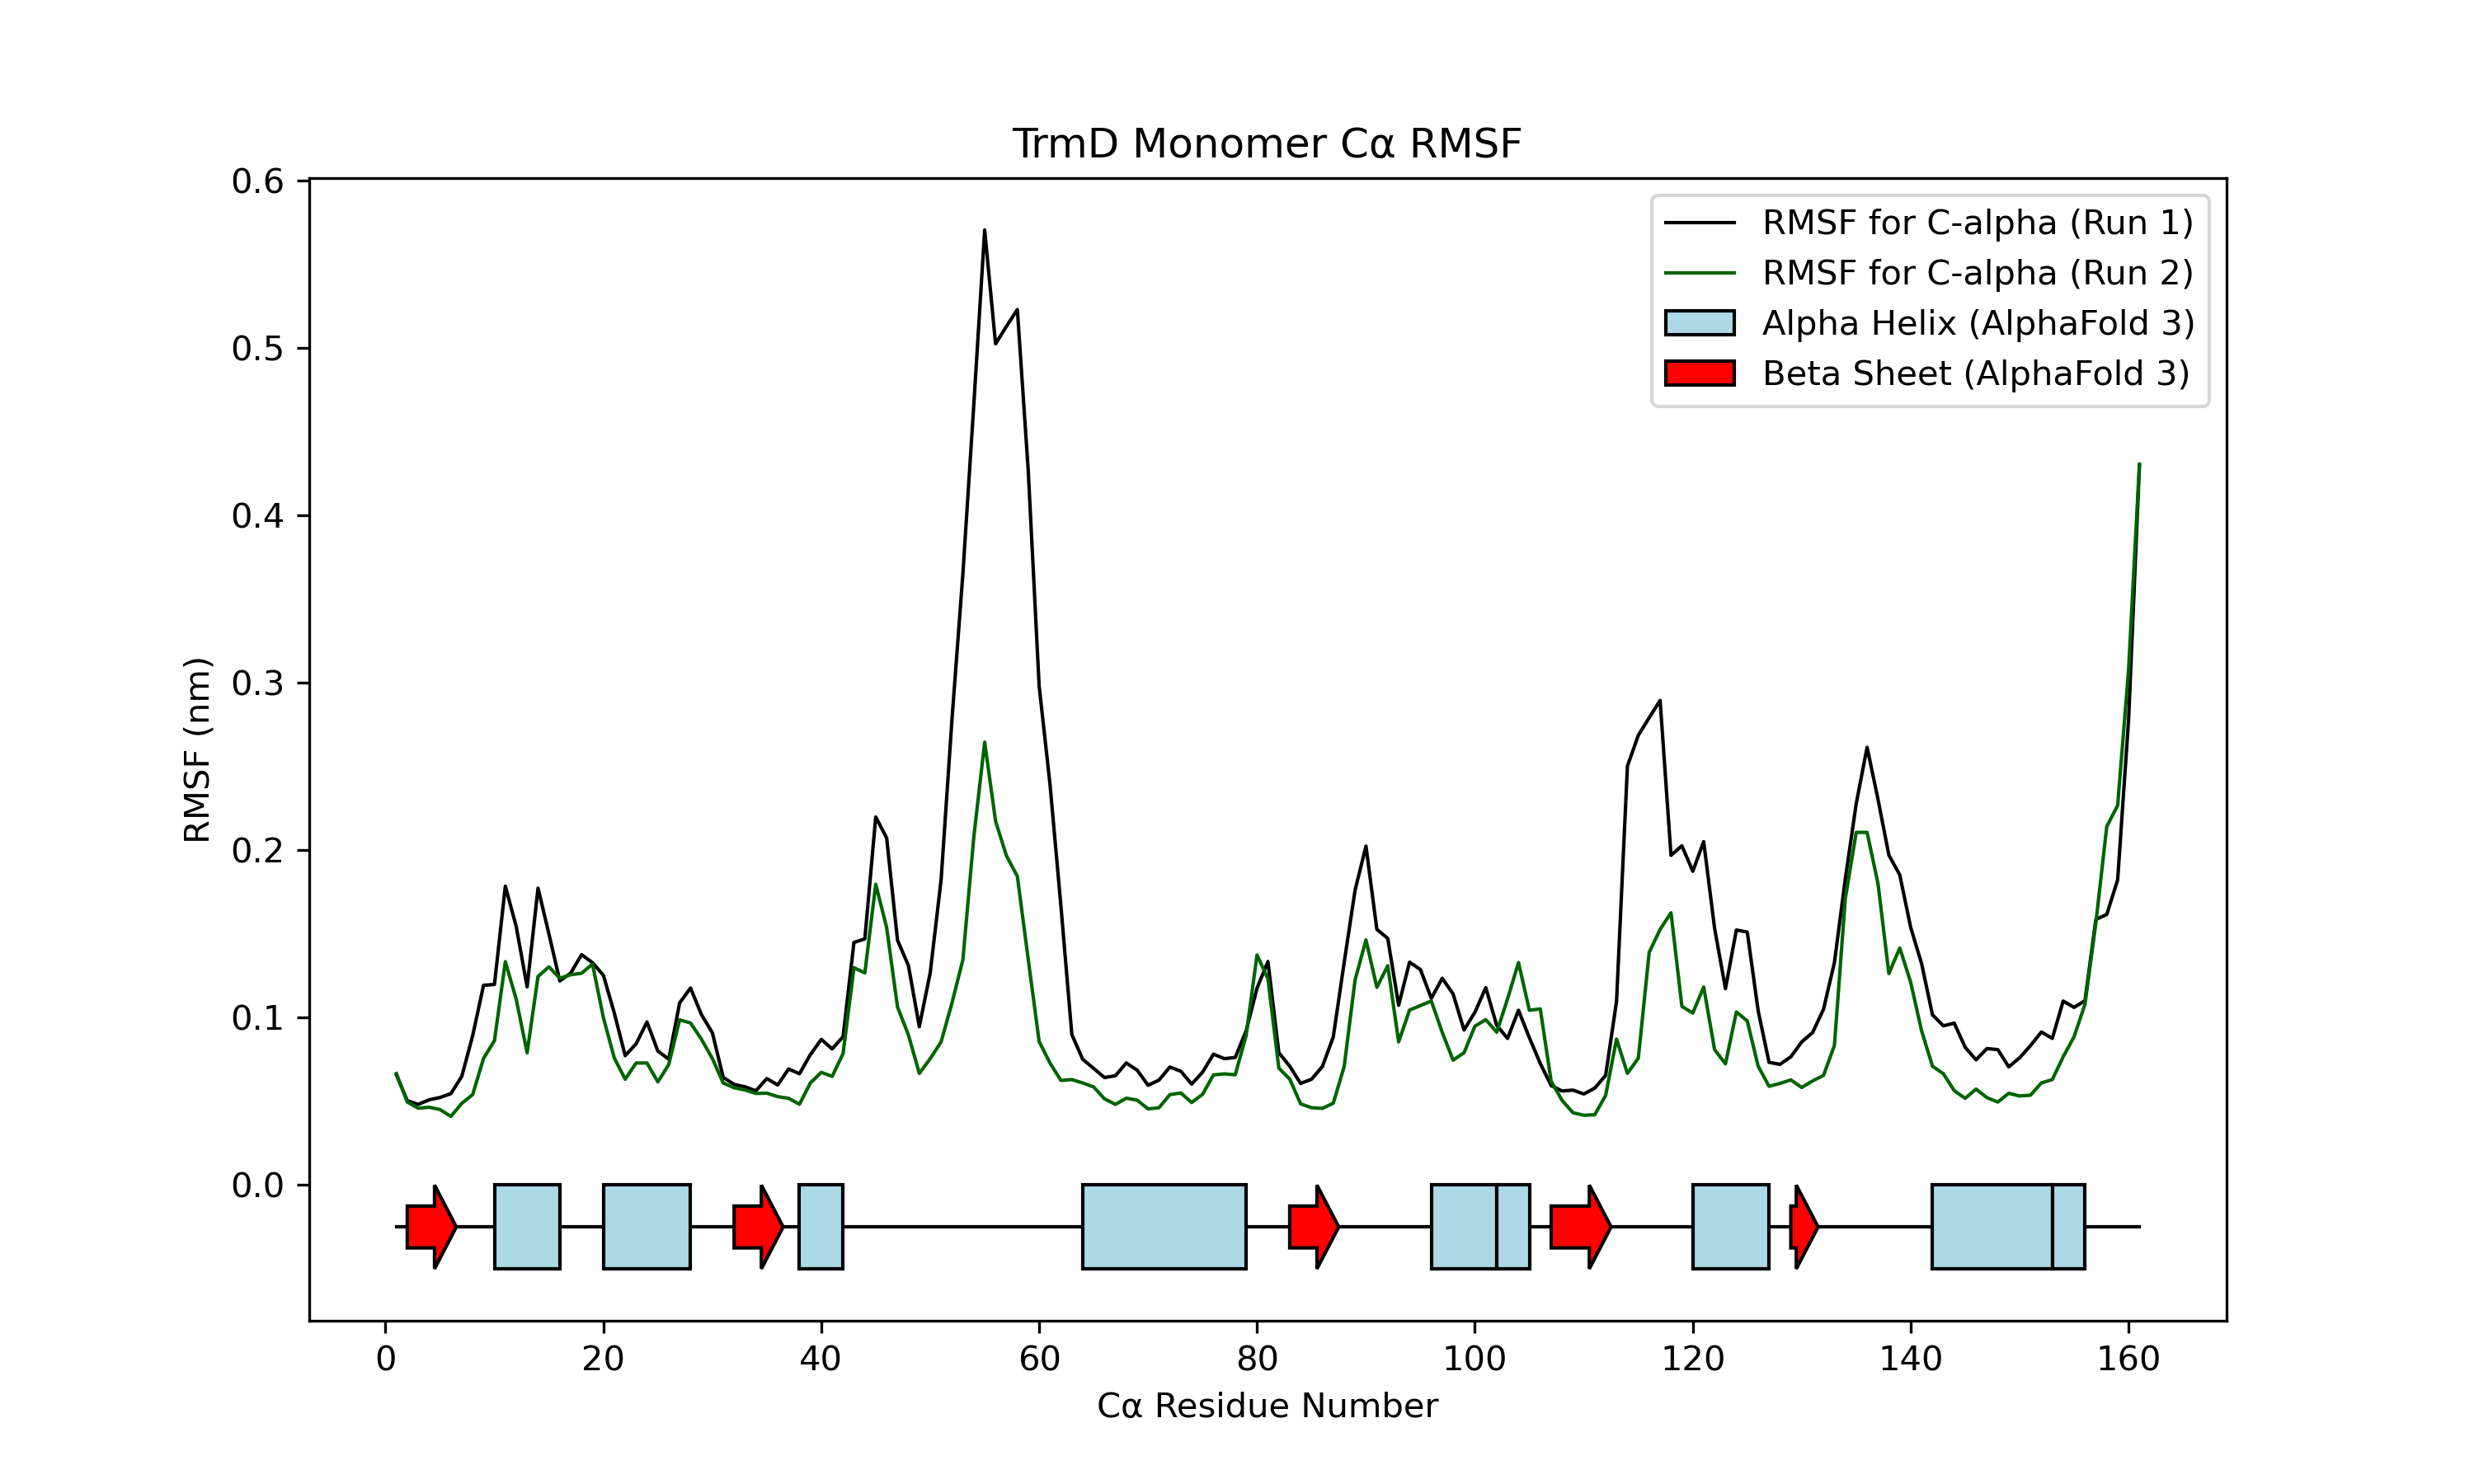 TrmD Monomer Cα RMSF
0.6
0.5
0.4
0.3
0.2
0.1
0.0
RMSF (nm)
RMSF for C-alpha (Run 1)
RMSF for C-alpha (Run 2)
Alpha Helix (AlphaFold 3)
Beta Sheet (AlphaFold 3)
0 20 40 60 80 100 120 140 160
Cα Residue Number